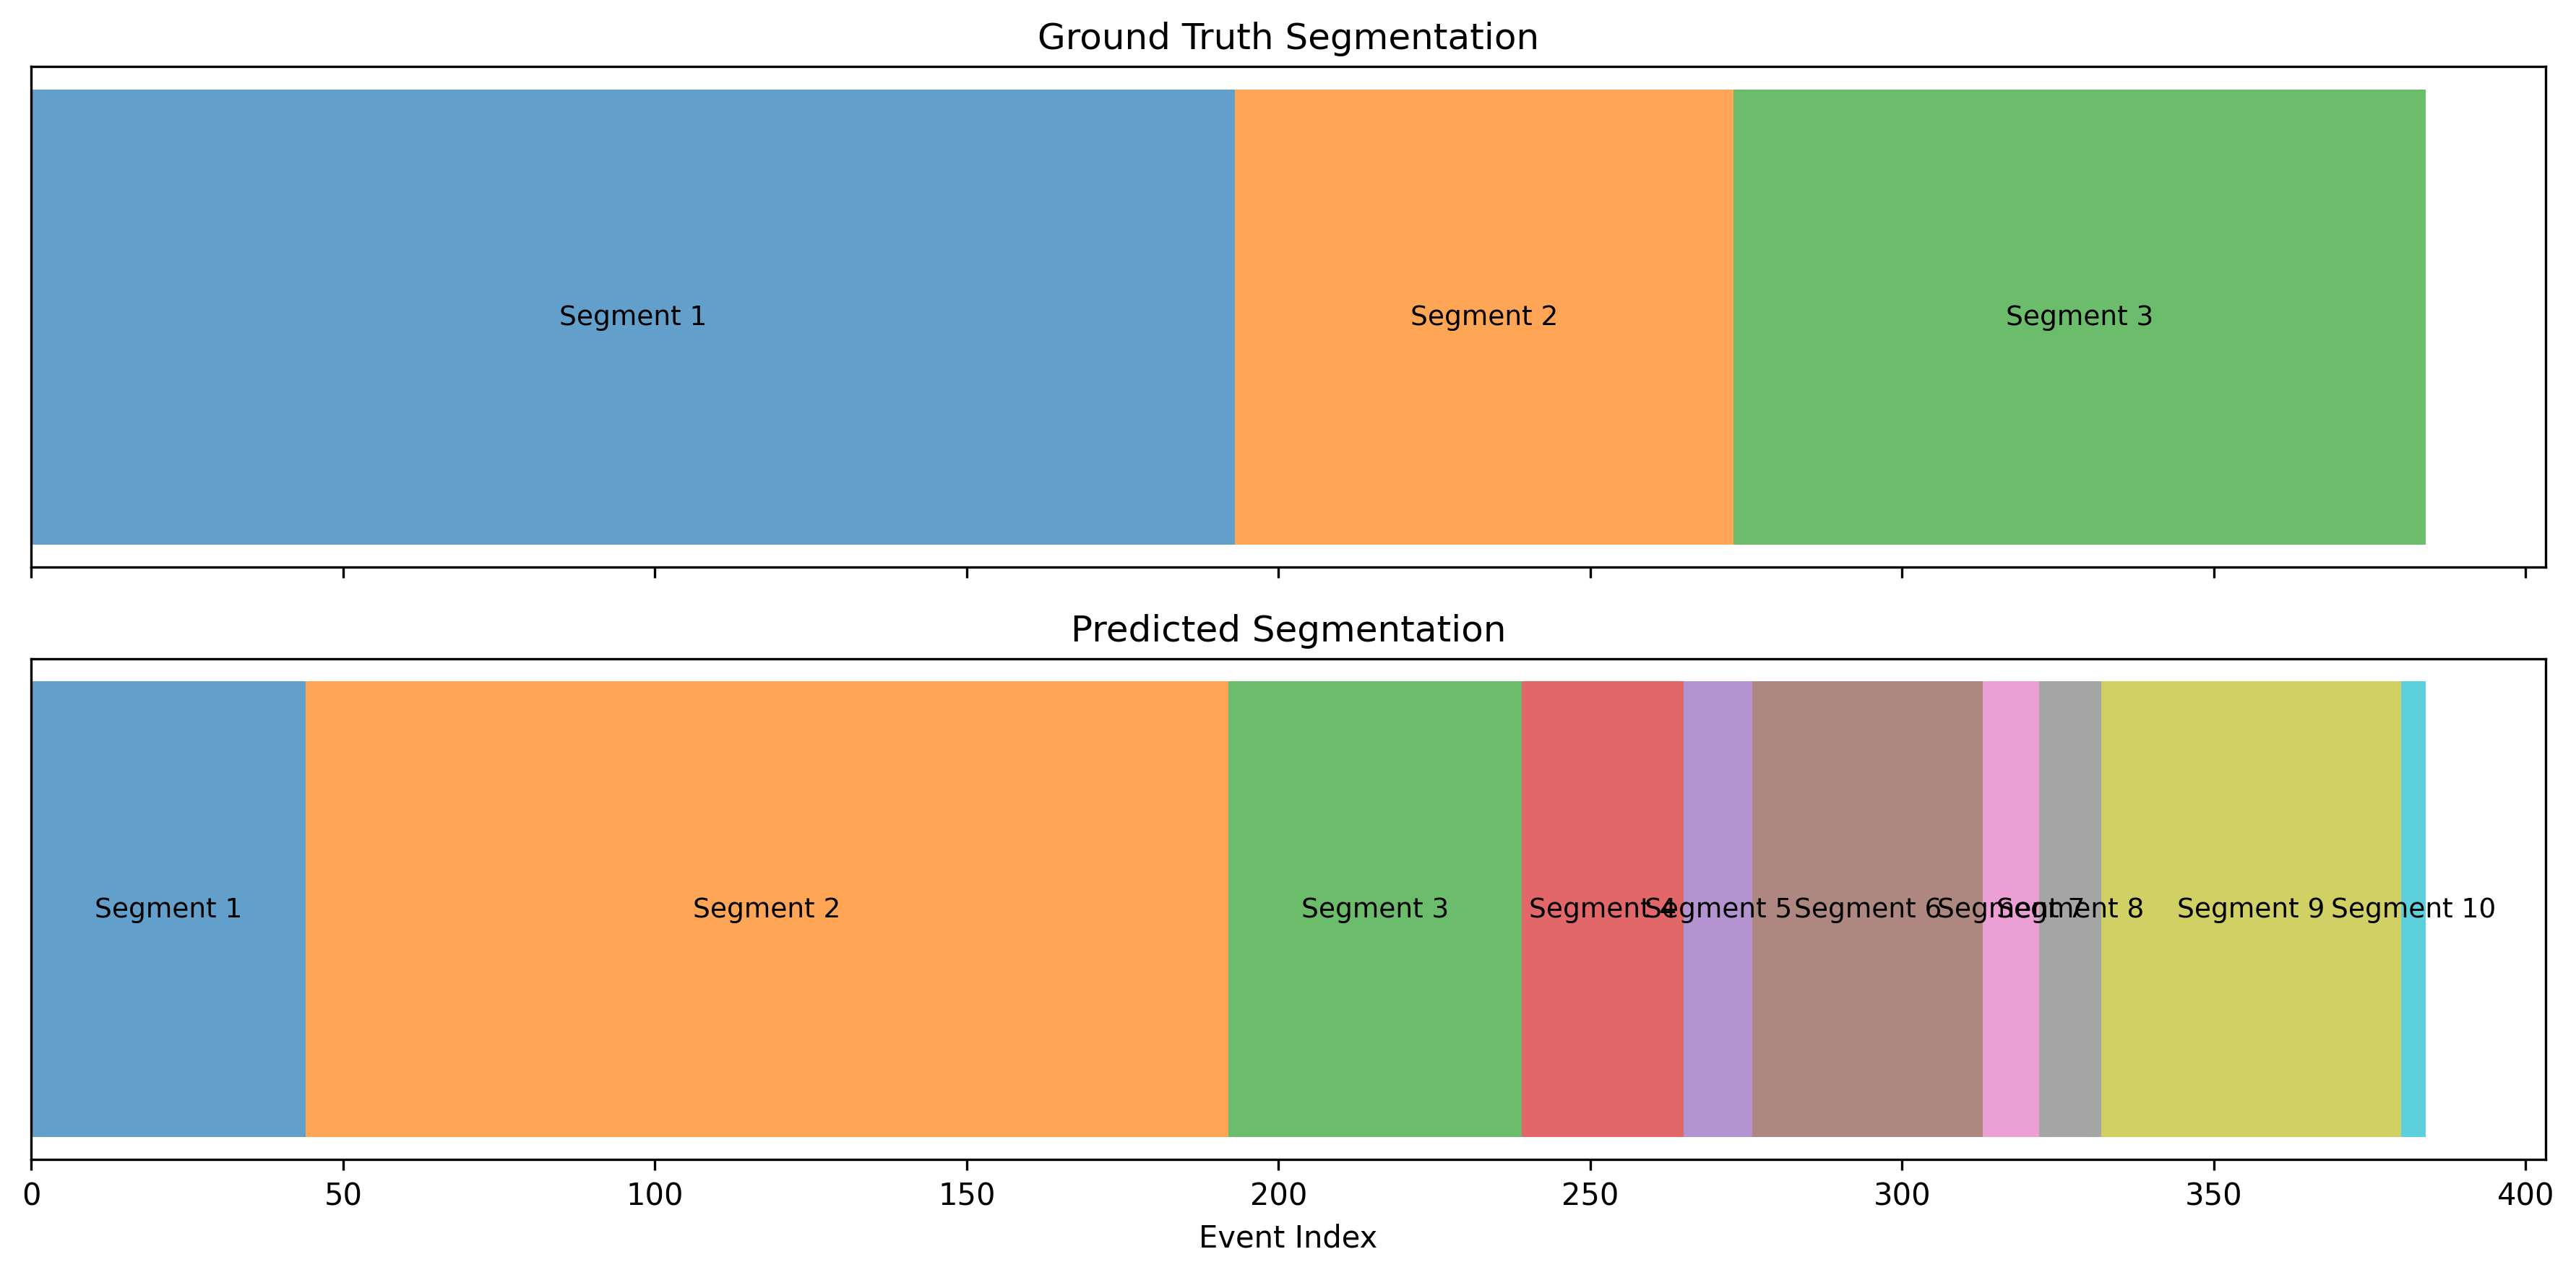 Ground Truth Segmentation
Segment 1 Segment 2 Segment 3
Predicted Segmentation
Segment 1 Segment 2 Segment 3 Segment 4 Segment 5 Segment 6 Segment 7 Segment 8 Segment 9 Segment 10
0 50 100 150 200 250 300 350 400
Event Index